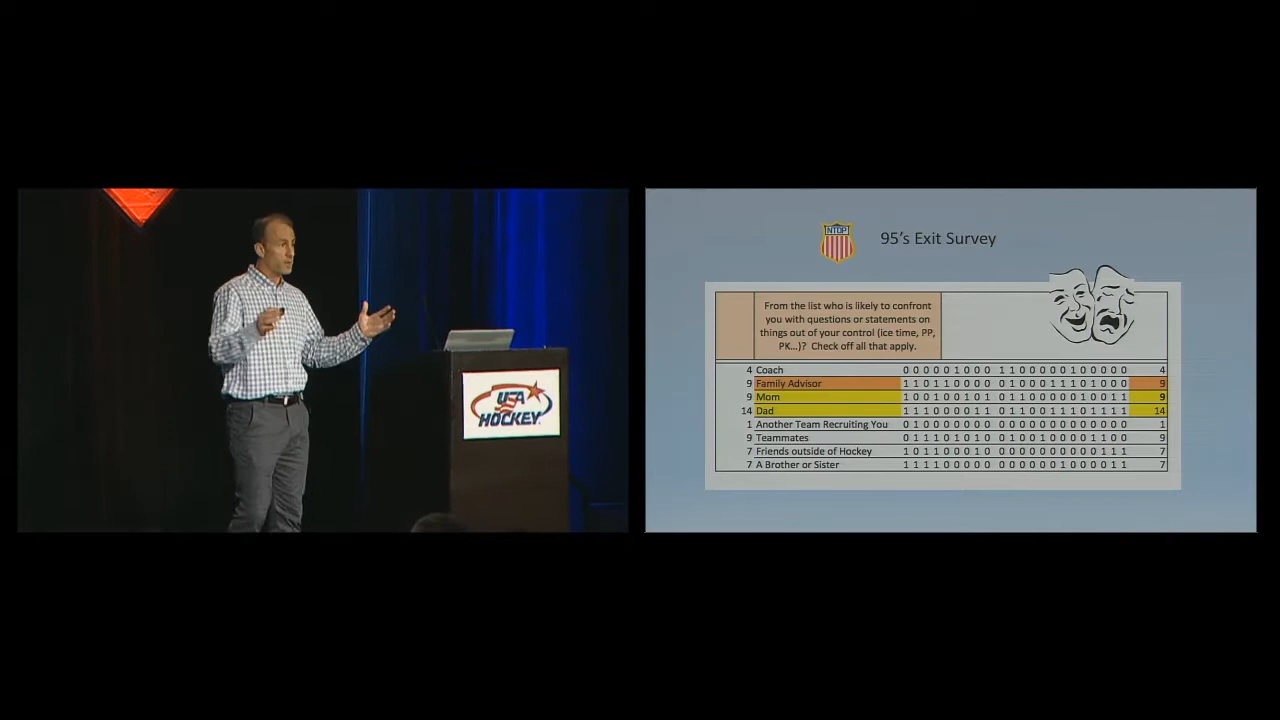 USA
HOCKEY
NTDP
95's Exit Survey
From the list who is likely to confront
you with questions or statements on
things out of your control (ice time, PP,
PK...)? Check off all that apply.
4 Coach 0 0 0 0 0 1 0 0 0 1 1 0 0 0 0 0 1 0 0 0 0 0 4
9 Family Advisor 1 1 0 1 1 0 0 0 0 0 1 0 0 0 1 1 1 0 1 0 0 0 9
9 Mom 1 0 0 1 0 0 1 0 1 0 0 0 1 0 0 0 0 1 0 0 1 1 9
14 Dad 1 1 1 0 0 0 1 1 0 1 1 0 0 1 1 1 0 1 1 1 1 14
1 Another Team Recruiting You 0 1 0 0 0 0 0 0 0 0 0 0 0 0 0 0 0 0 0 0 0 1
9 Teammates 0 1 1 1 0 1 0 1 0 0 1 0 0 1 0 0 0 0 1 1 0 0 9
7 Friends outside of Hockey 1 0 1 1 0 0 0 0 0 0 0 0 0 1 0 0 0 0 1 1 1 7
7 A Brother or Sister 1 1 1 1 0 0 0 0 0 0 0 0 0 0 0 1 0 0 0 0 1 1 7